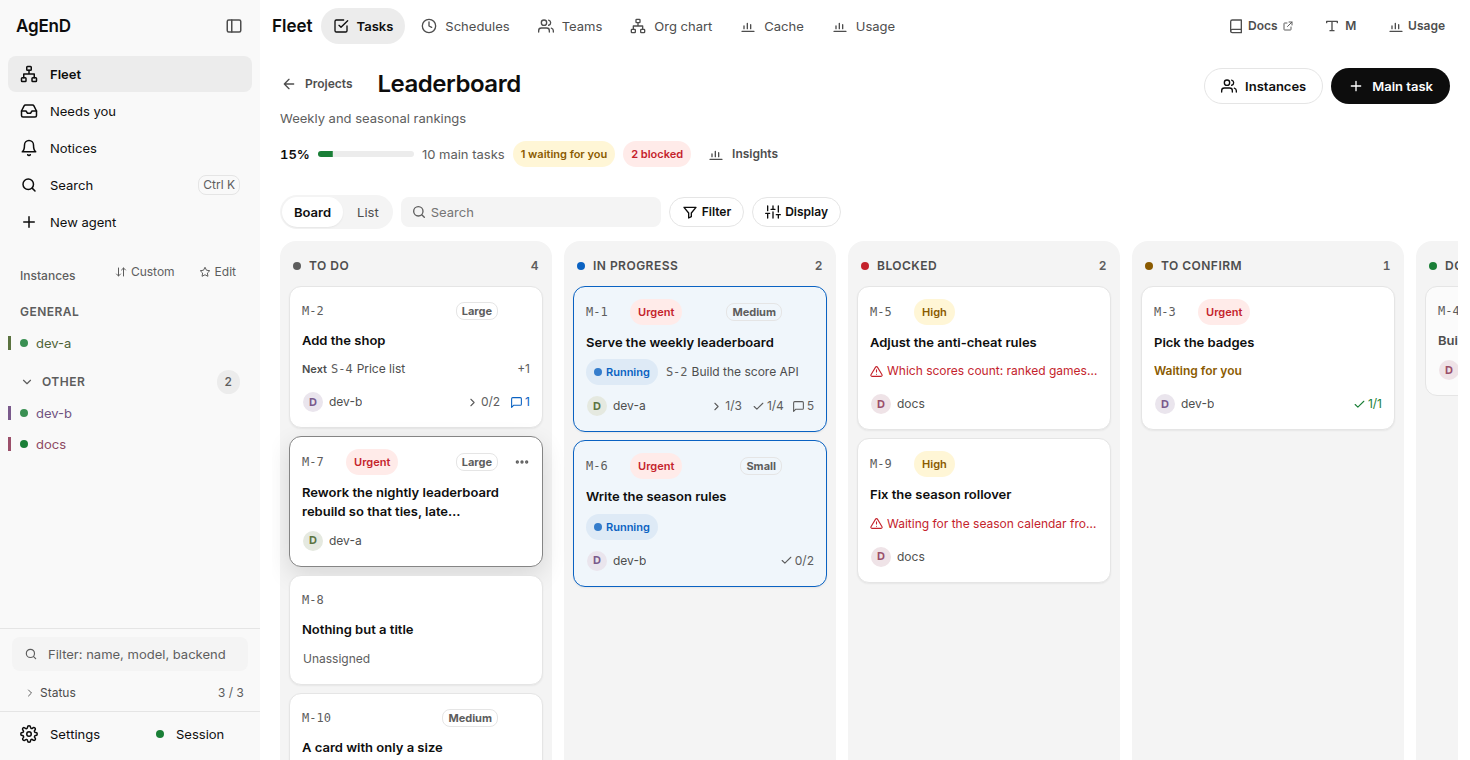 AgEnD
Fleet
Needs you
Notices
Search
Ctrl K
New agent
Instances
Custom
Edit
GENERAL
dev-a
OTHER
2
dev-b
docs
Filter: name, model, backend
Status
3 / 3
Settings
Session
Fleet
Tasks
Schedules
Teams
Org chart
Cache
Usage
Docs
M
Usage
Projects
Leaderboard
Instances
Main task
Weekly and seasonal rankings
15%
10 main tasks
1 waiting for you
2 blocked
Insights
Board
List
Search
Filter
Display
TO DO
4
M-2
Large
Add the shop
Next S-4 Price list
+1
D
dev-b
0/2
1
M-7
Urgent
Large
Rework the nightly leaderboard
rebuild so that ties, late...
D
dev-a
M-8
Nothing but a title
Unassigned
M-10
Medium
A card with only a size
IN PROGRESS
2
M-1
Urgent
Medium
Serve the weekly leaderboard
Running
S-2 Build the score API
D
dev-a
1/3
1/4
5
M-6
Urgent
Small
Write the season rules
Running
D
dev-b
0/2
BLOCKED
2
M-5
High
Adjust the anti-cheat rules
Which scores count: ranked games...
D
docs
M-9
High
Fix the season rollover
Waiting for the season calendar fro...
D
docs
TO CONFIRM
1
M-3
Urgent
Pick the badges
Waiting for you
D
dev-b
1/1
M-4
D